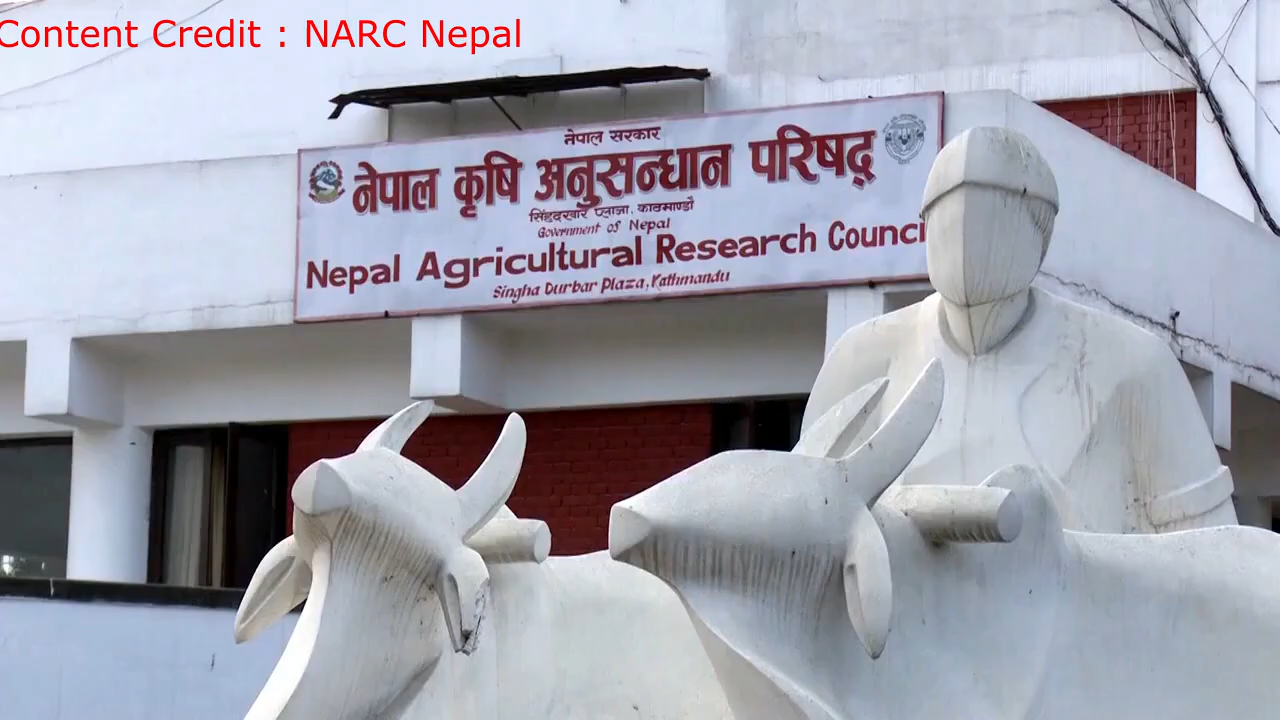 Content Credit : NARC Nepal
नेपाल सरकार
नेपाल कृषि अनुसन्धान परिषद्
सिंहदरबार प्लाजा, काठमाण्डौ
Government of Nepal
Nepal Agricultural Research Counci
Singha Durbar Plaza, Kathmandu